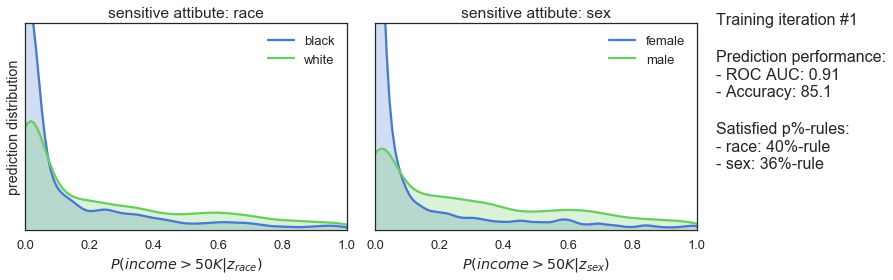 sensitive attibute: race
black
white
prediction distribution
0.0 0.2 0.4 0.6 0.8 1.0
P(income > 50K|z_race)
sensitive attibute: sex
female
male
0.0 0.2 0.4 0.6 0.8 1.0
P(income > 50K|z_sex)
Training iteration #1
Prediction performance:
- ROC AUC: 0.91
- Accuracy: 85.1
Satisfied p%-rules:
- race: 40%-rule
- sex: 36%-rule